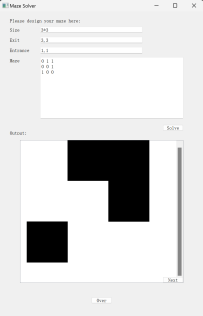 Maze Solver
Please design your maze here:
Size 3*3
Exit 3,3
Entrance 1,1
Maze 0 1 1
0 0 1
1 0 0
Solve
Output:
Next
Over